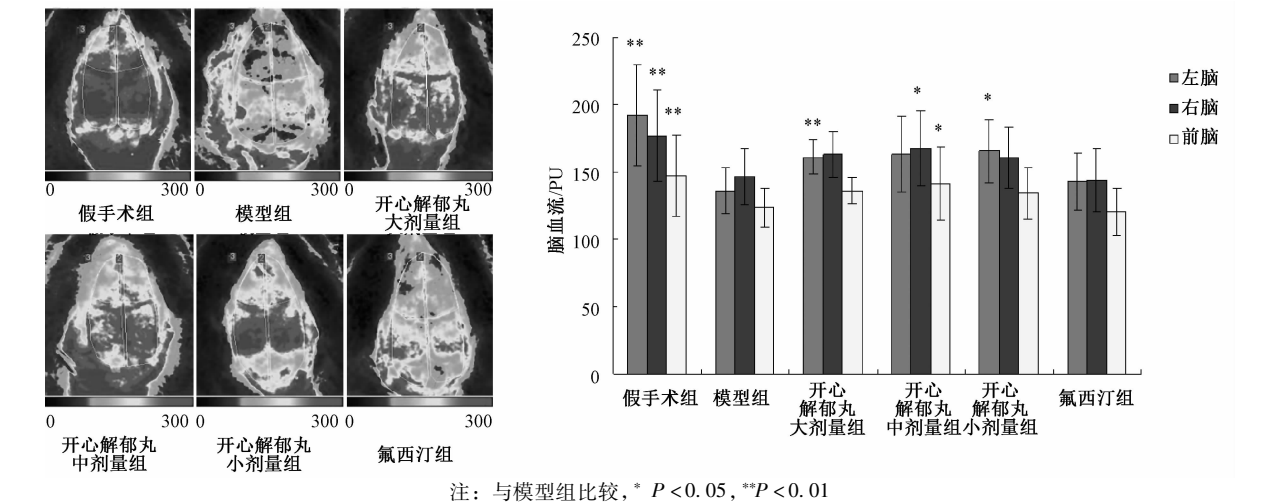 0 300
0 300
0 300
假手术组
模型组
开心解郁丸
大剂量组
0 300
0 300
0 300
开心解郁丸
中剂量组
开心解郁丸
小剂量组
氟西汀组
脑血流/PU
250
200
150
100
50
0
**
**
**
**
*
*
*
左脑
右脑
前脑
假手术组
模型组
开心
解郁丸
大剂量组
开心
解郁丸
中剂量组
开心
解郁丸
小剂量组
氟西汀组
注：与模型组比较，* P<0.05，**P<0.01